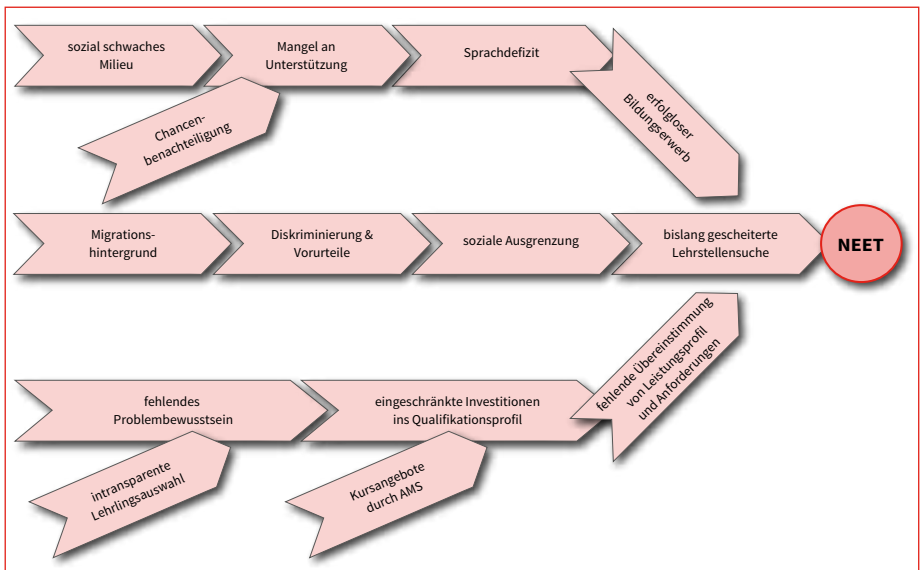 sozial schwaches
Milieu
Mangel an
Unterstützung
Sprachdefizit
erfolgloser
Bildungserwerb
Chancen-
benachteiligung
Migrations-
hintergrund
Diskriminierung &
Vorurteile
soziale Ausgrenzung
bislang gescheiterte
Lehrstellensuche
NEET
fehlendes
Problembewusstsein
eingeschränkte Investitionen
ins Qualifikationsprofil
fehlende Übereinstimmung
von Leistungsprofil
und Anforderungen
intransparente
Lehrlingsauswahl
Kursangebote
durch AMS